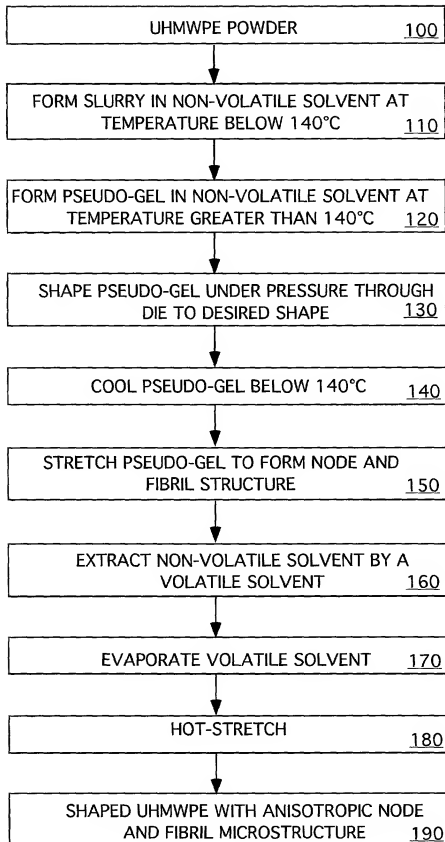 UHMWPE POWDER 100
FORM SLURRY IN NON-VOLATILE SOLVENT AT
TEMPERATURE BELOW 140°C 110
FORM PSEUDO-GEL IN NON-VOLATILE SOLVENT AT
TEMPERATURE GREATER THAN 140°C 120
SHAPE PSEUDO-GEL UNDER PRESSURE THROUGH
DIE TO DESIRED SHAPE 130
COOL PSEUDO-GEL BELOW 140°C 140
STRETCH PSEUDO-GEL TO FORM NODE AND
FIBRIL STRUCTURE 150
EXTRACT NON-VOLATILE SOLVENT BY A
VOLATILE SOLVENT 160
EVAPORATE VOLATILE SOLVENT 170
HOT-STRETCH 180
SHAPED UHMWPE WITH ANISOTROPIC NODE
AND FIBRIL MICROSTRUCTURE 190